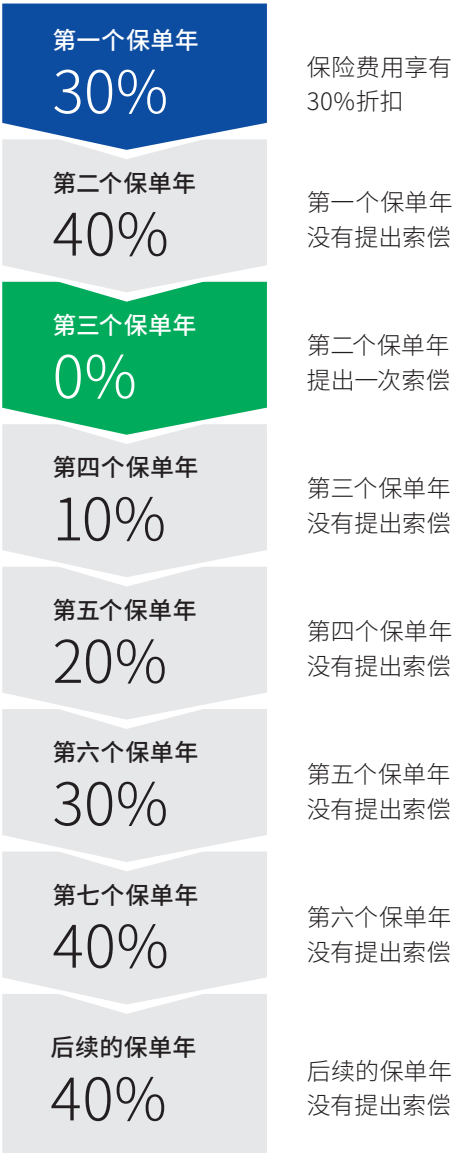 第一个保单年
30%
保险费用享有
30%折扣
第二个保单年
40%
第一个保单年
没有提出索偿
第三个保单年
0%
第二个保单年
提出一次索偿
第四个保单年
10%
第三个保单年
没有提出索偿
第五个保单年
20%
第四个保单年
没有提出索偿
第六个保单年
30%
第五个保单年
没有提出索偿
第七个保单年
40%
第六个保单年
没有提出索偿
后续的保单年
40%
后续的保单年
没有提出索偿